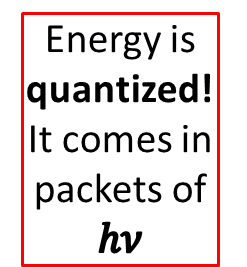 Energy is
quantized!
It comes in
packets of
hν